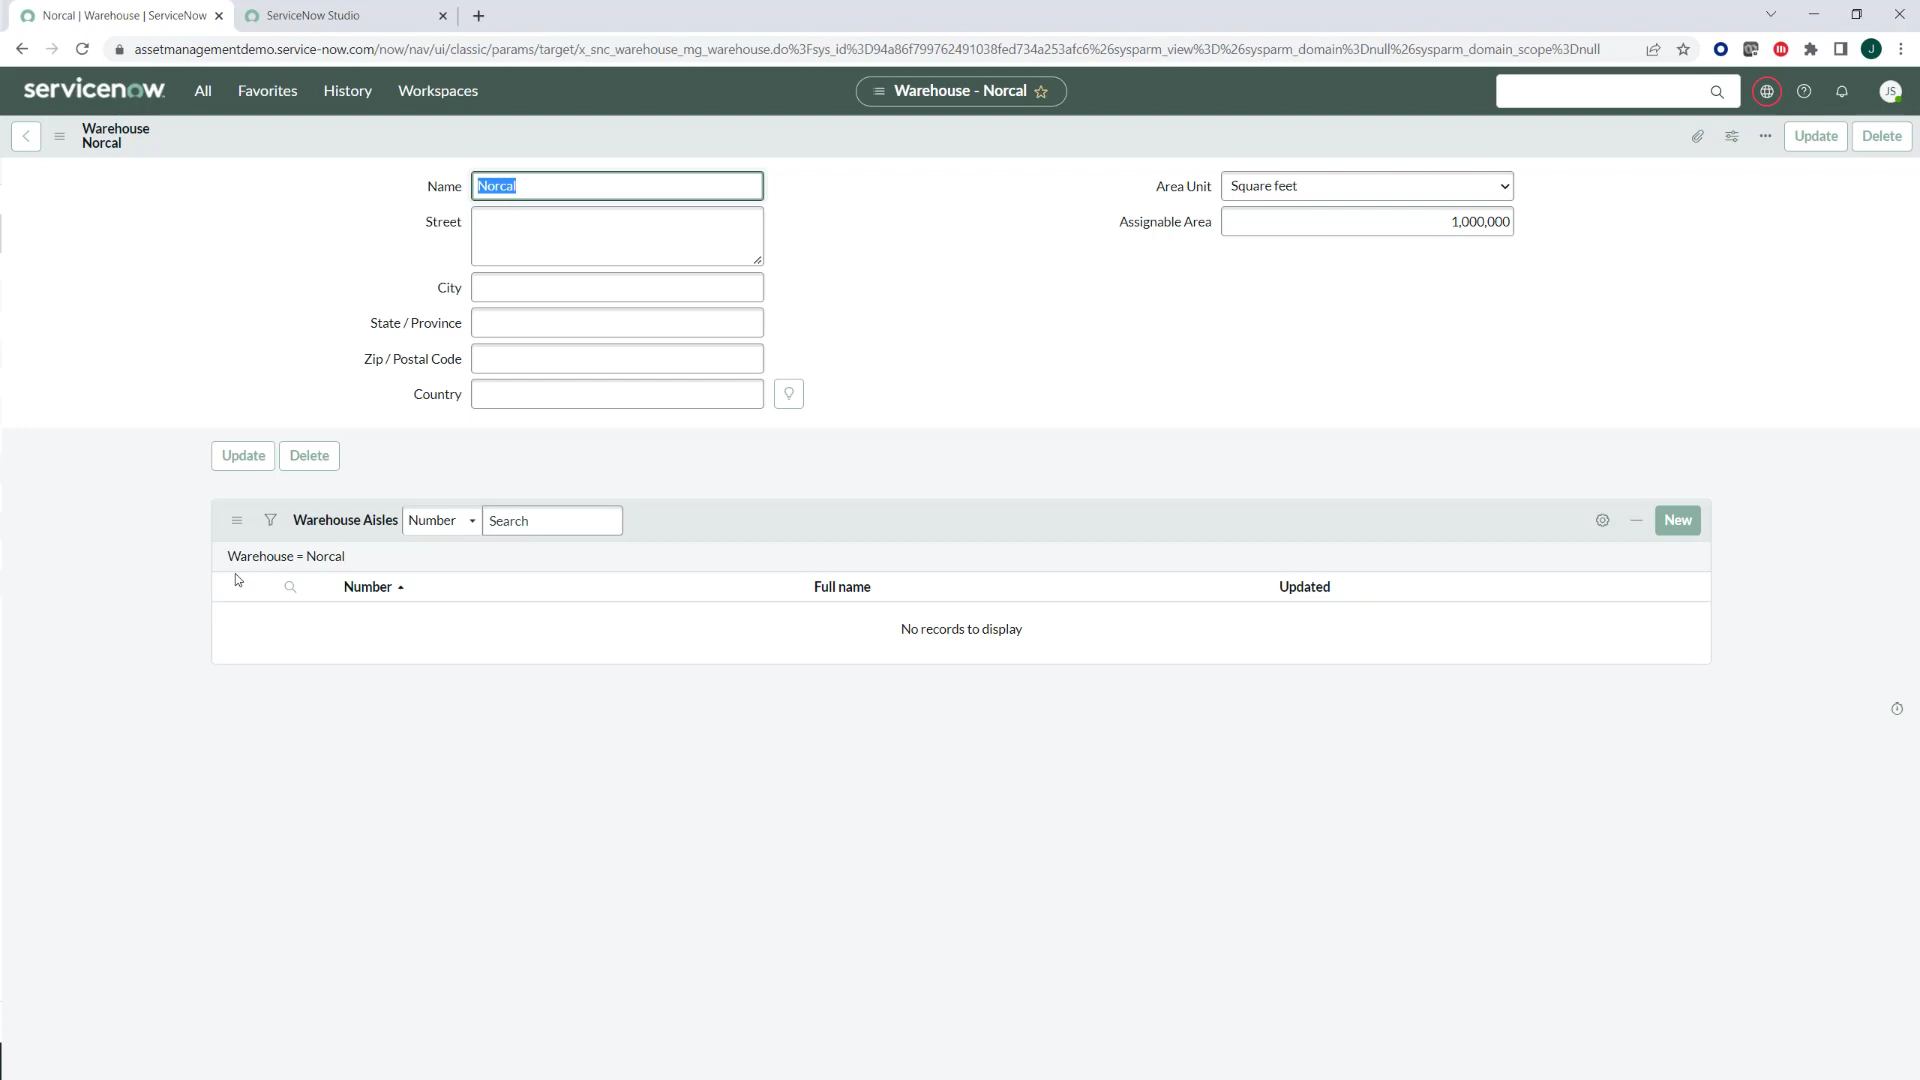 Norcal | Warehouse | ServiceNow
ServiceNow Studio
assetmanagementdemo.service-now.com/now/nav/ui/classic/params/target/x_snc_warehouse_mg_warehouse.do%3Fsys_id%3D94a86f799762491038fed734a253afc6%26sysparm_view%3D%26sysparm_domain%3Dnull%26sysparm_domain_scope%3Dnull
J
servicenow
All
Favorites
History
Workspaces
Warehouse - Norcal
JS
Warehouse
Norcal
Update
Delete
Name
Norcal
Area Unit
Square feet
Street
Assignable Area
1,000,000
City
State / Province
Zip / Postal Code
Country
Update
Delete
Warehouse Aisles
Number
Search
New
Warehouse = Norcal
Number
Full name
Updated
No records to display